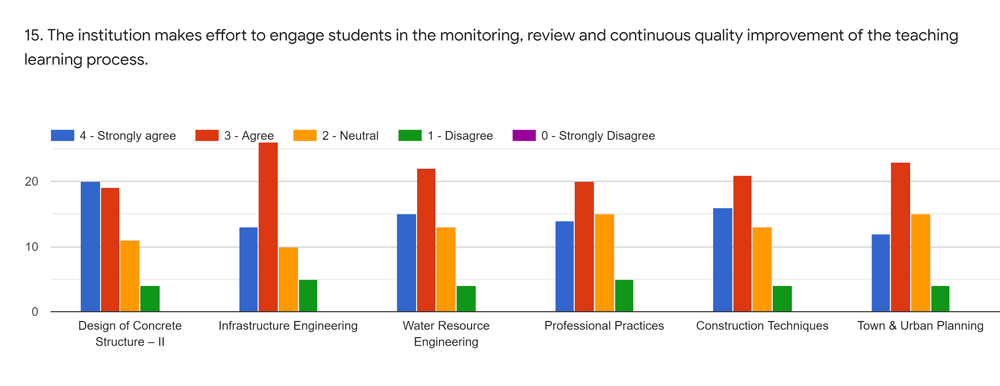 15. The institution makes effort to engage students in the monitoring, review and continuous quality improvement of the teaching
learning process.
4 - Strongly agree
3 - Agree
2 - Neutral
1 - Disagree
0 - Strongly Disagree
20
10
0
Design of Concrete
Structure – II
Infrastructure Engineering
Water Resource
Engineering
Professional Practices
Construction Techniques
Town & Urban Planning